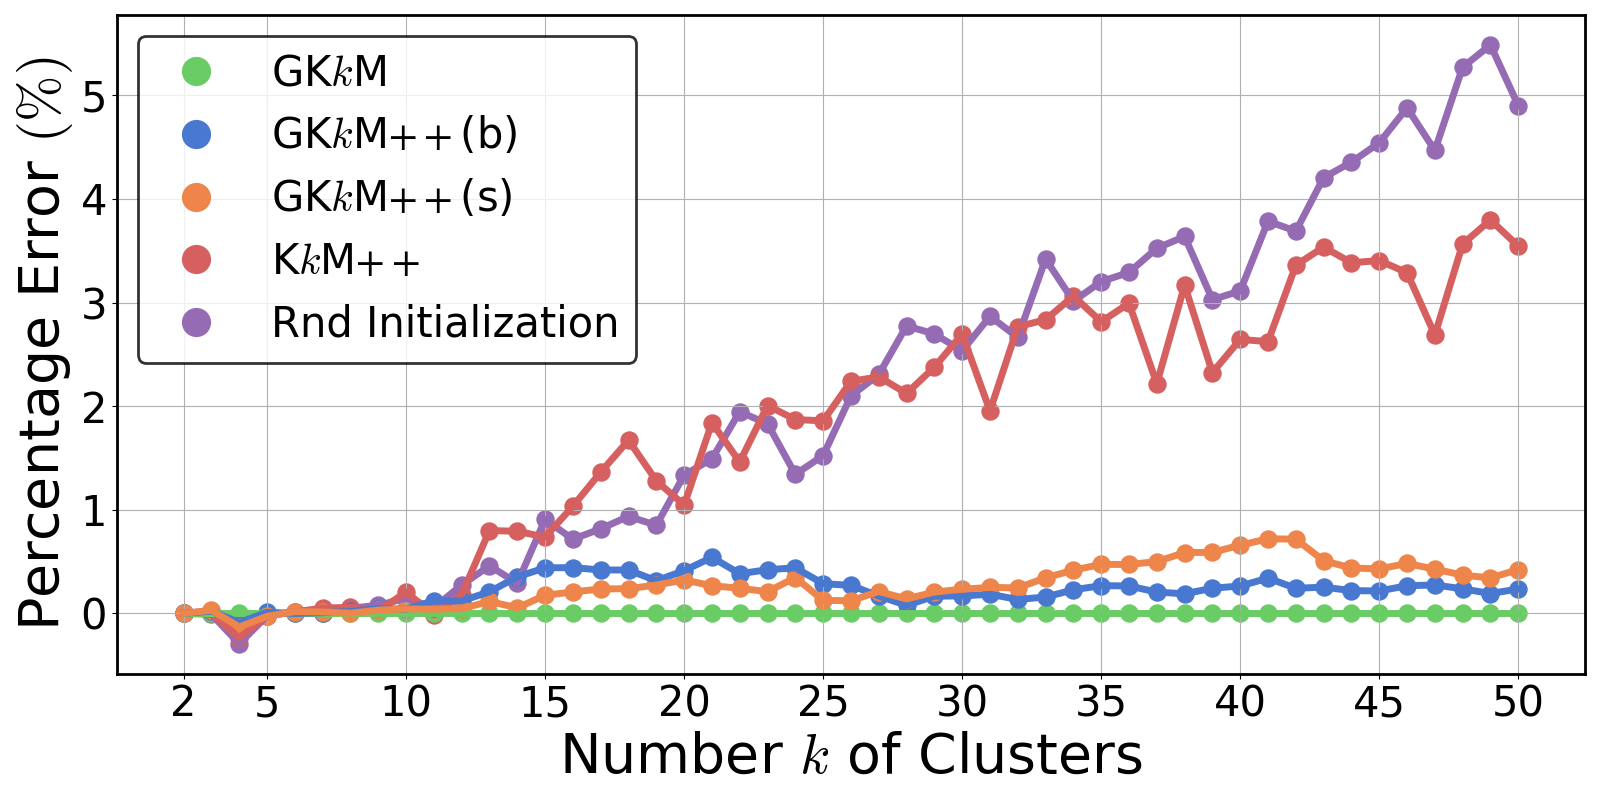 Percentage Error (%)
5
4
3
2
1
0
GKkM
GKkM++(b)
GKkM++(s)
KkM++
Rnd Initialization
2 5 10 15 20 25 30 35 40 45 50
Number k of Clusters